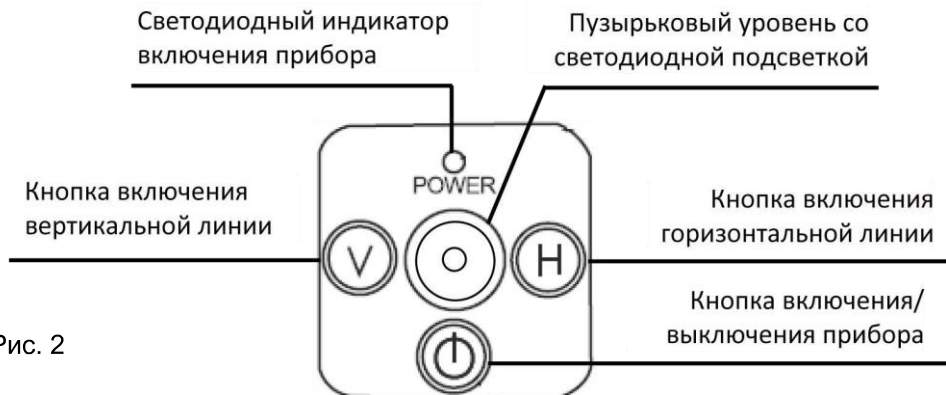 Светодиодный индикатор
включения прибора
Пузырьковый уровень со
светодиодной подсветкой
POWER
Кнопка включения
вертикальной линии
V
H
Кнопка включения
горизонтальной линии
Кнопка включения/
выключения прибора
Рис. 2